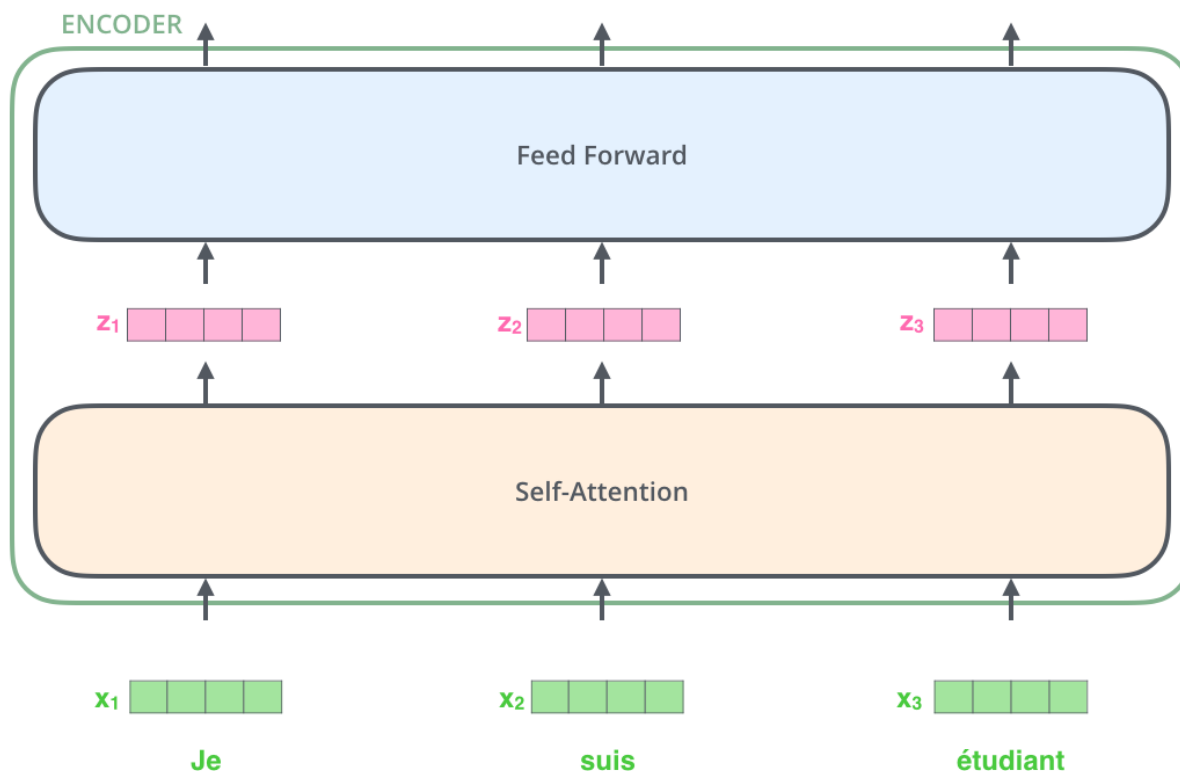 ENCODER
Feed Forward
z₁ z₂ z₃
Self-Attention
x₁ x₂ x₃
Je suis étudiant